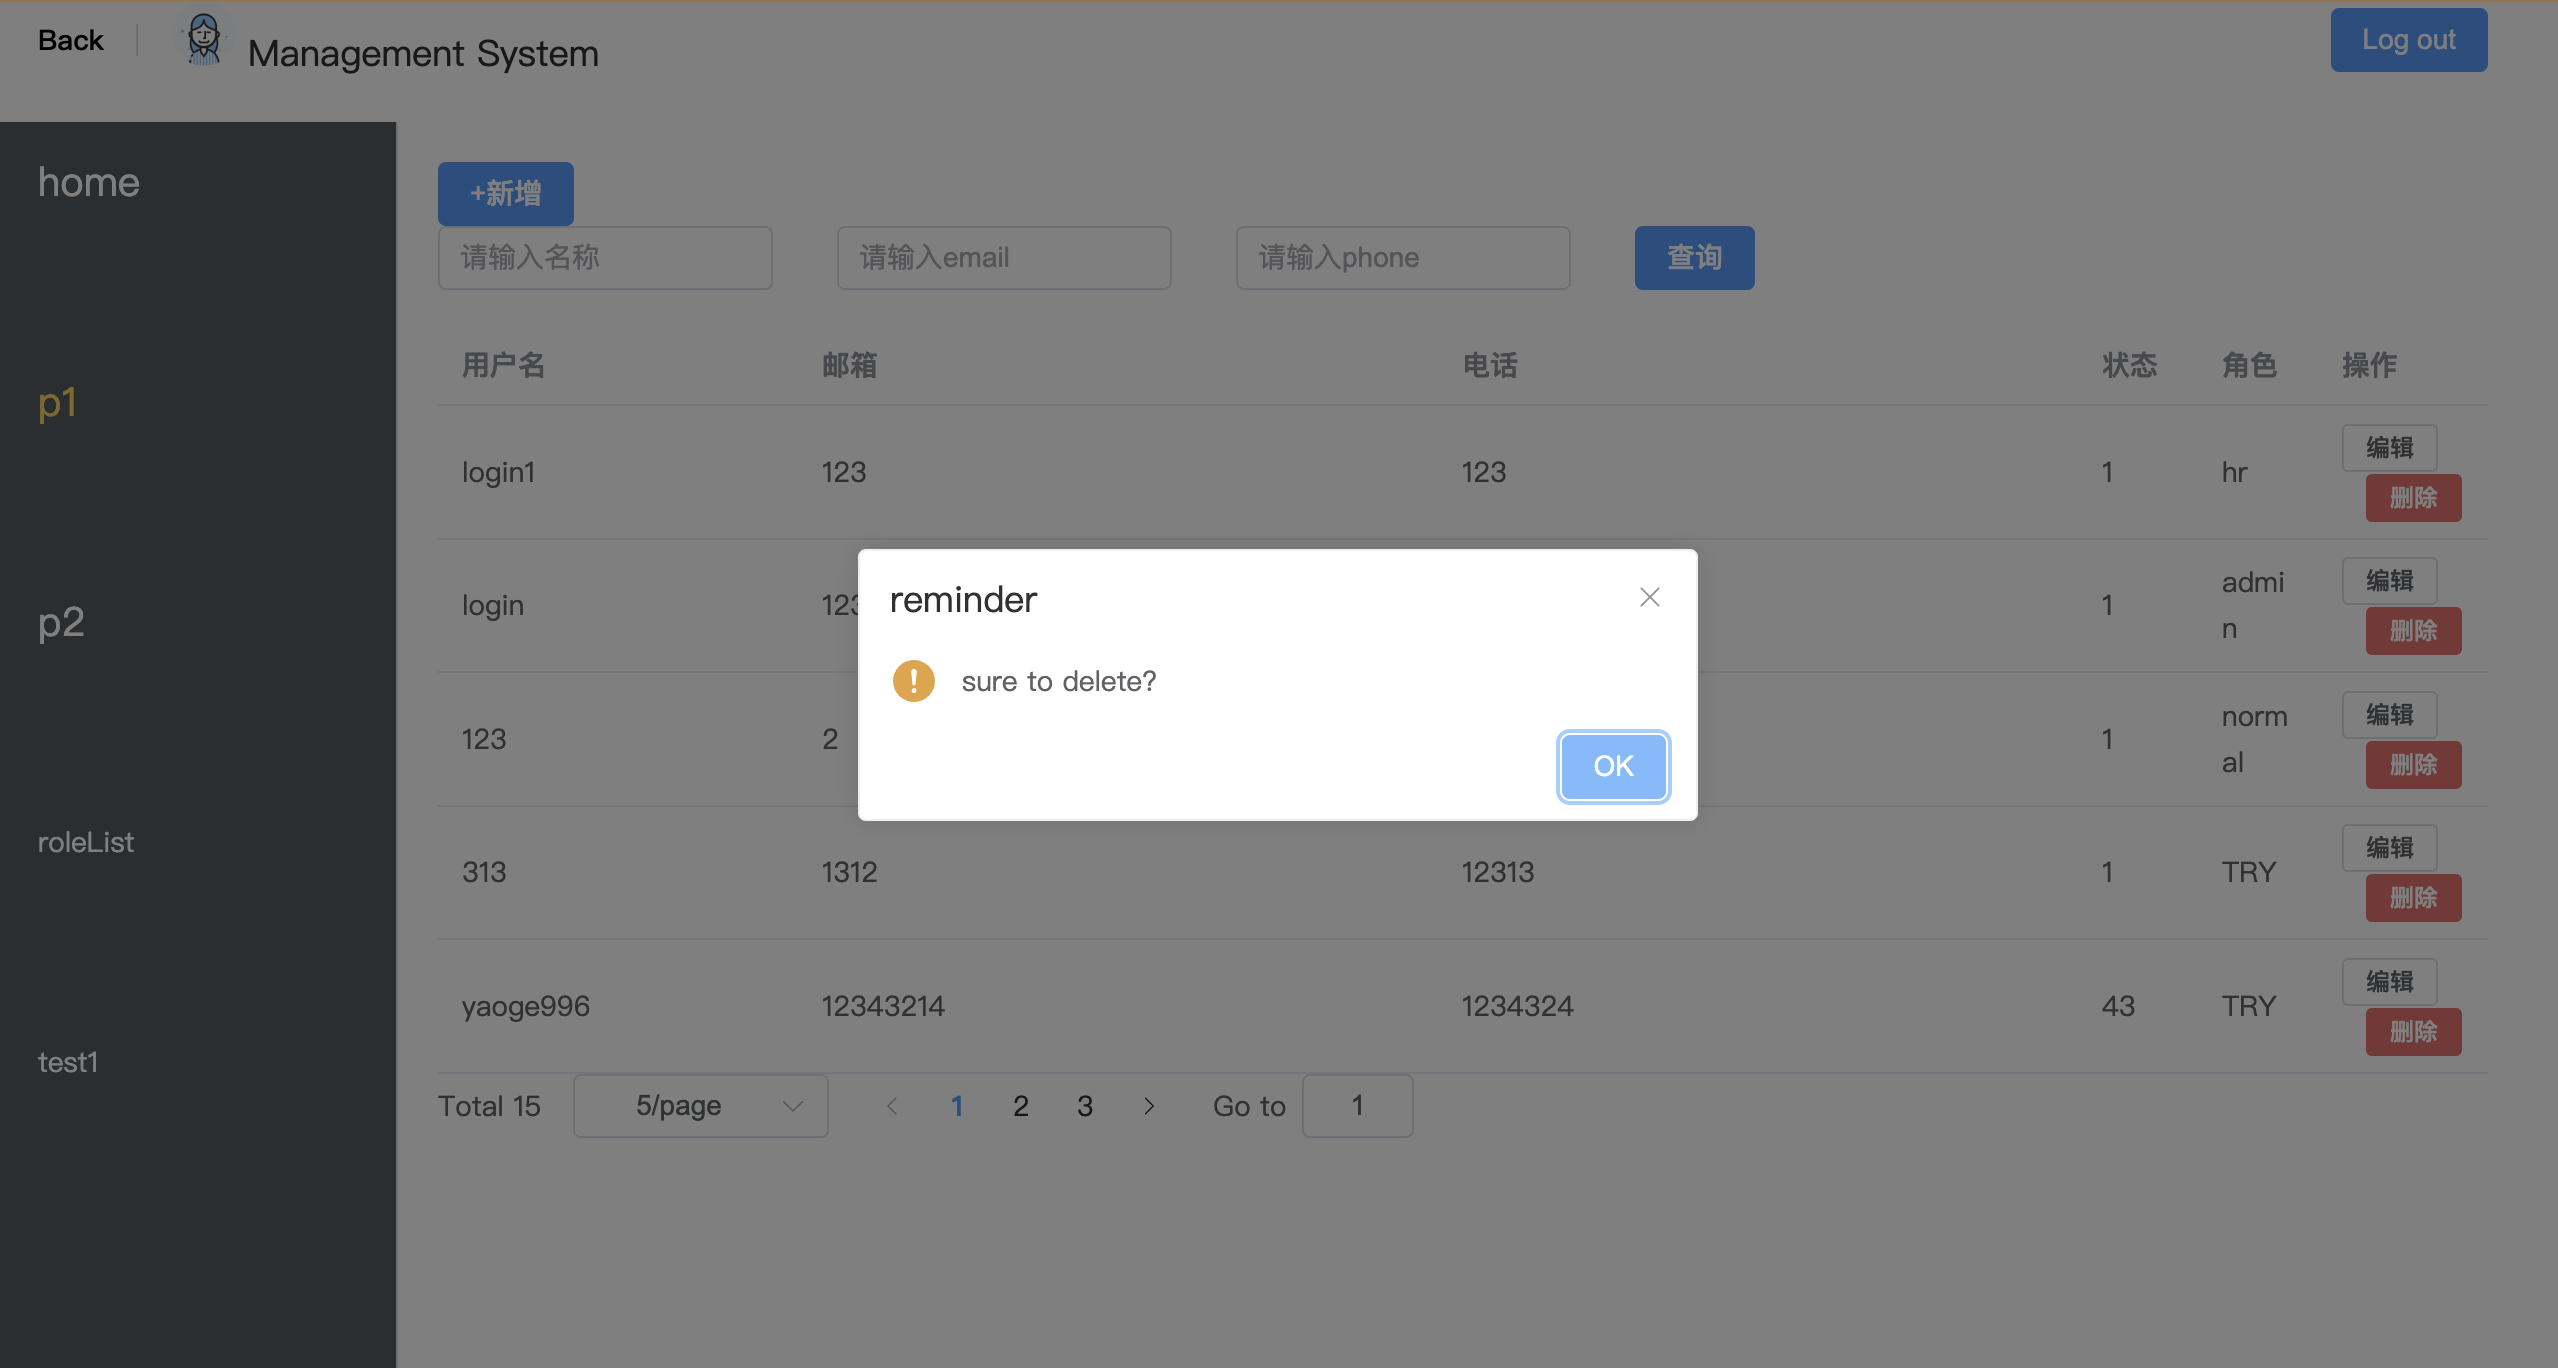 Back
Management System
Log out
home
p1
p2
roleList
test1
+新增
请输入名称 请输入email 请输入phone 查询
用户名 邮箱 电话 状态 角色 操作
login1 123 123 1 hr 编辑
删除
login 123 1 admi
n 编辑
删除
123 2 1 norm
al 编辑
删除
313 1312 12313 1 TRY 编辑
删除
yaoge996 12343214 1234324 43 TRY 编辑
删除
Total 15 5/page 1 2 3 Go to 1
reminder
sure to delete?
OK